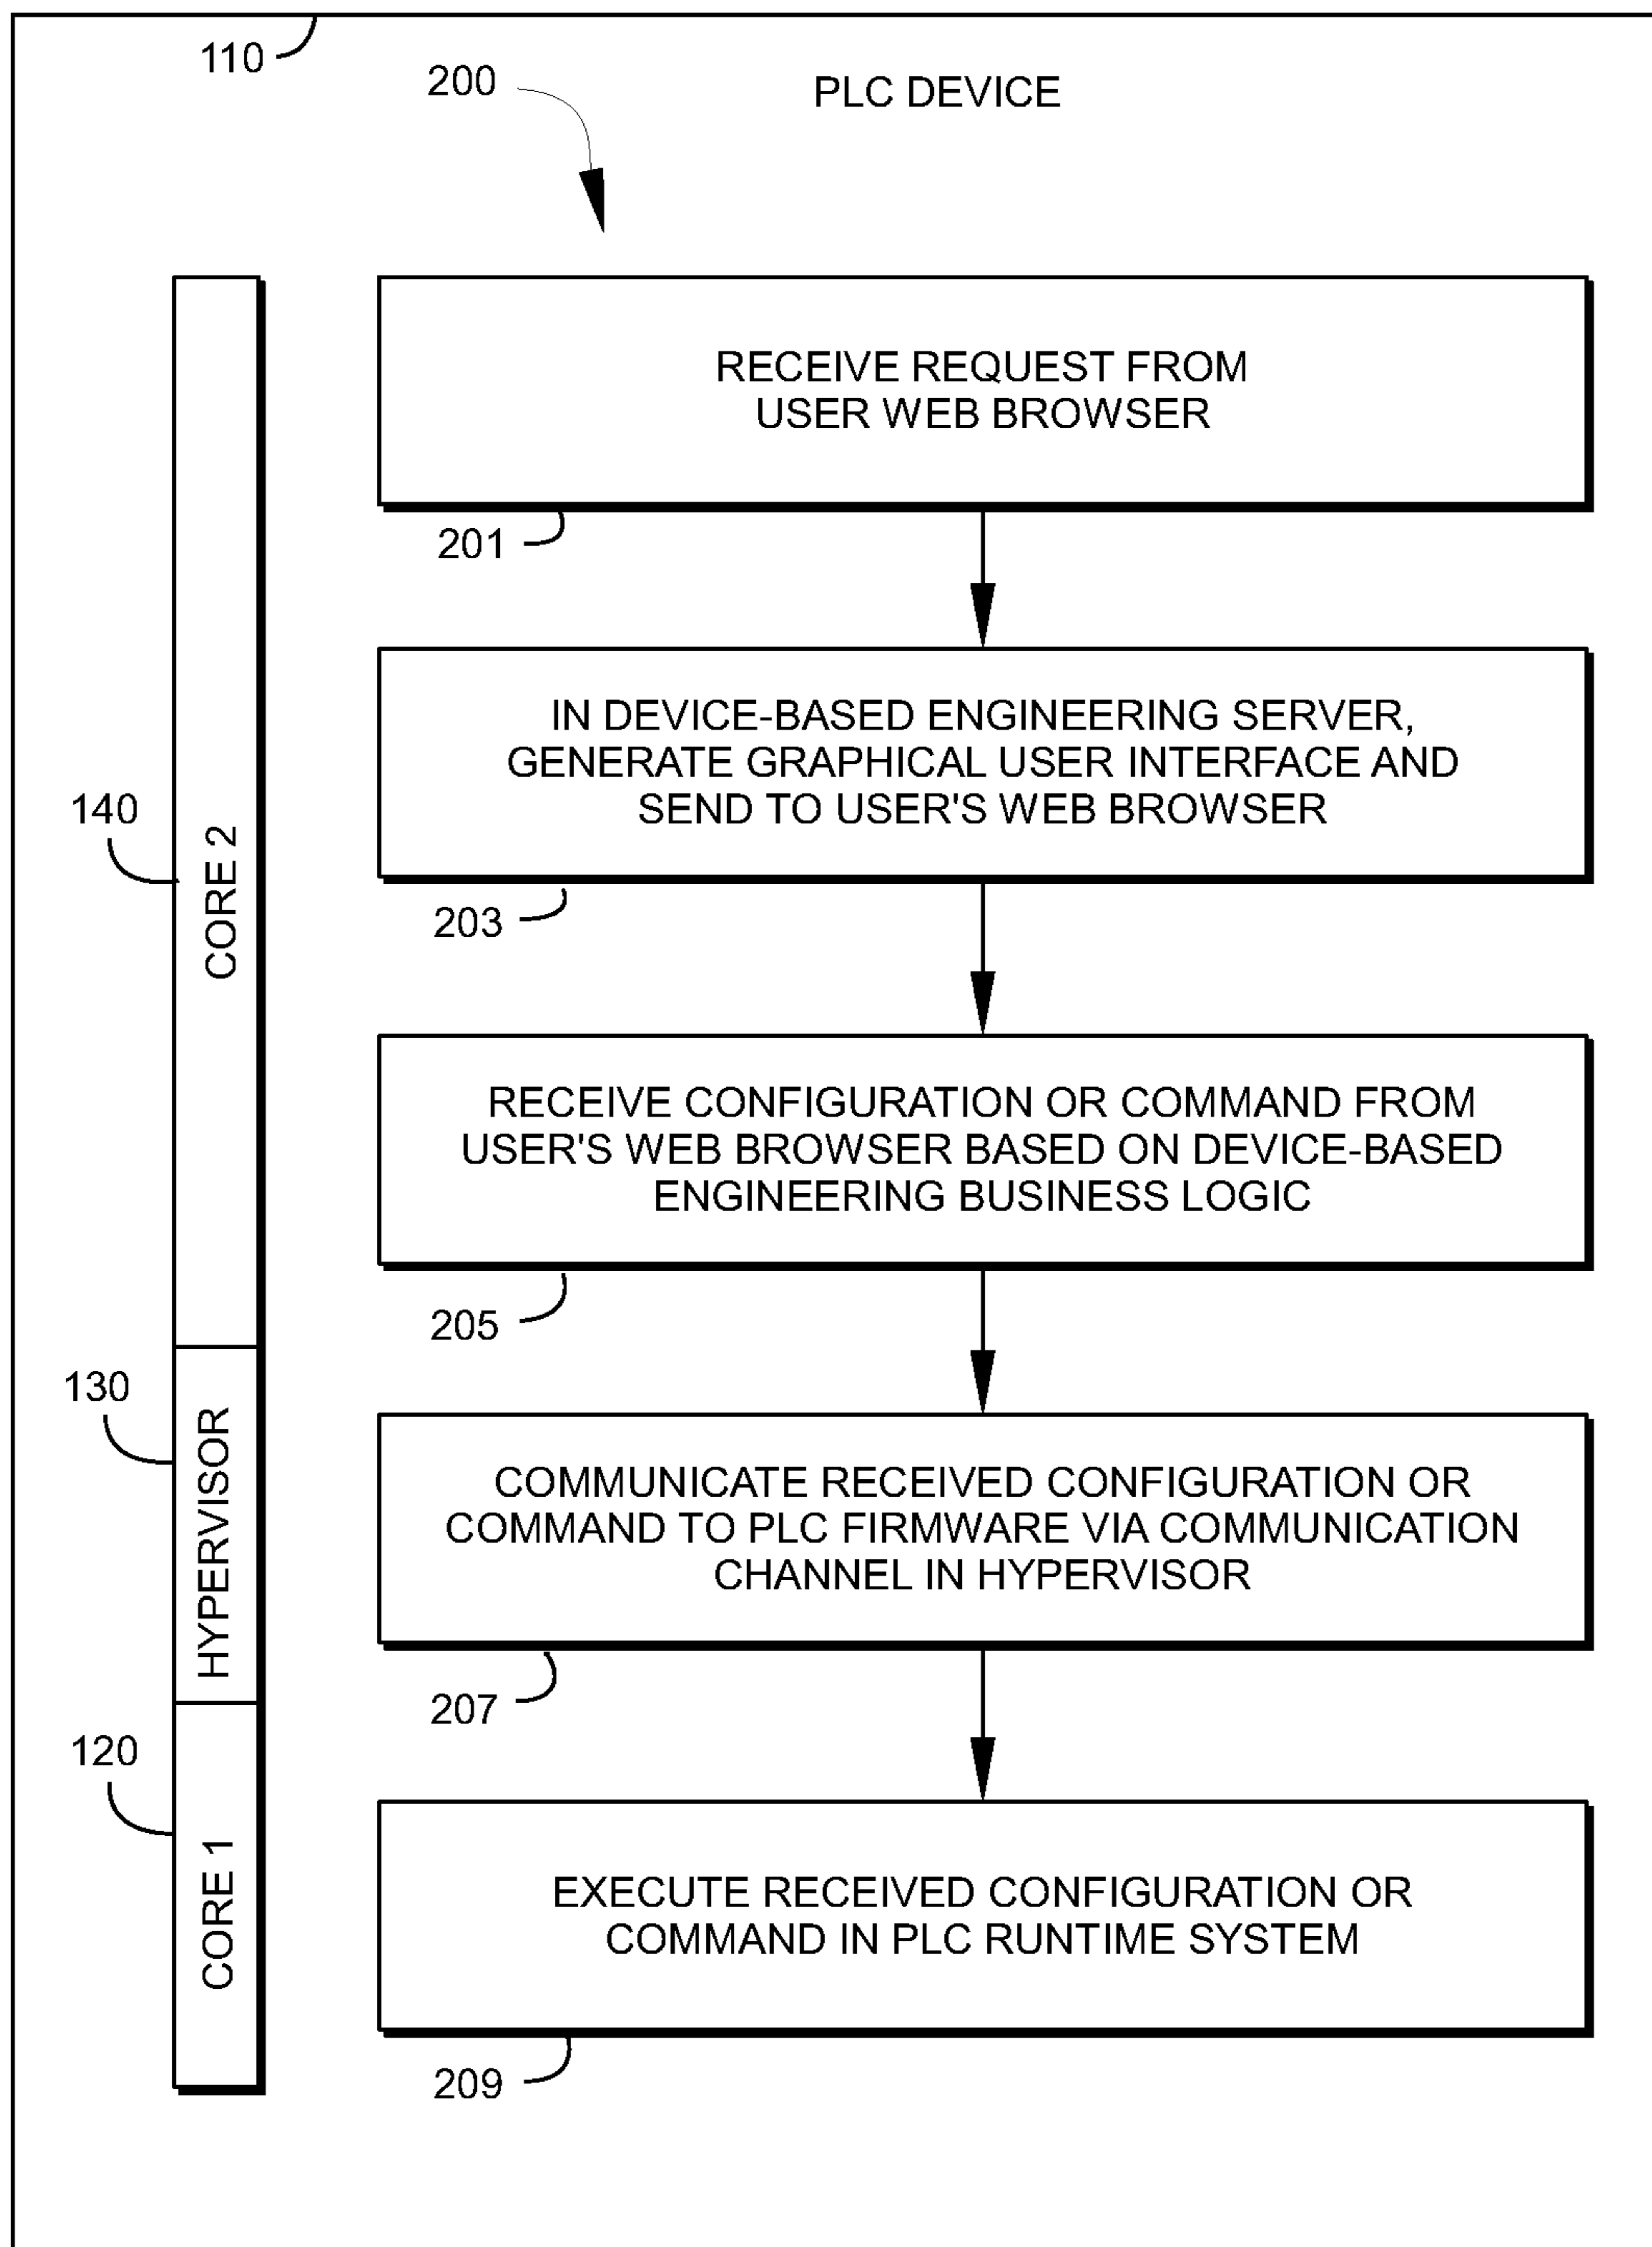 110
200
PLC DEVICE
RECEIVE REQUEST FROM
USER WEB BROWSER
201
IN DEVICE-BASED ENGINEERING SERVER,
GENERATE GRAPHICAL USER INTERFACE AND
SEND TO USER'S WEB BROWSER
140
CORE 2
203
RECEIVE CONFIGURATION OR COMMAND FROM
USER'S WEB BROWSER BASED ON DEVICE-BASED
ENGINEERING BUSINESS LOGIC
205
130
HYPERVISOR
COMMUNICATE RECEIVED CONFIGURATION OR
COMMAND TO PLC FIRMWARE VIA COMMUNICATION
CHANNEL IN HYPERVISOR
207
120
CORE 1
EXECUTE RECEIVED CONFIGURATION OR
COMMAND IN PLC RUNTIME SYSTEM
209